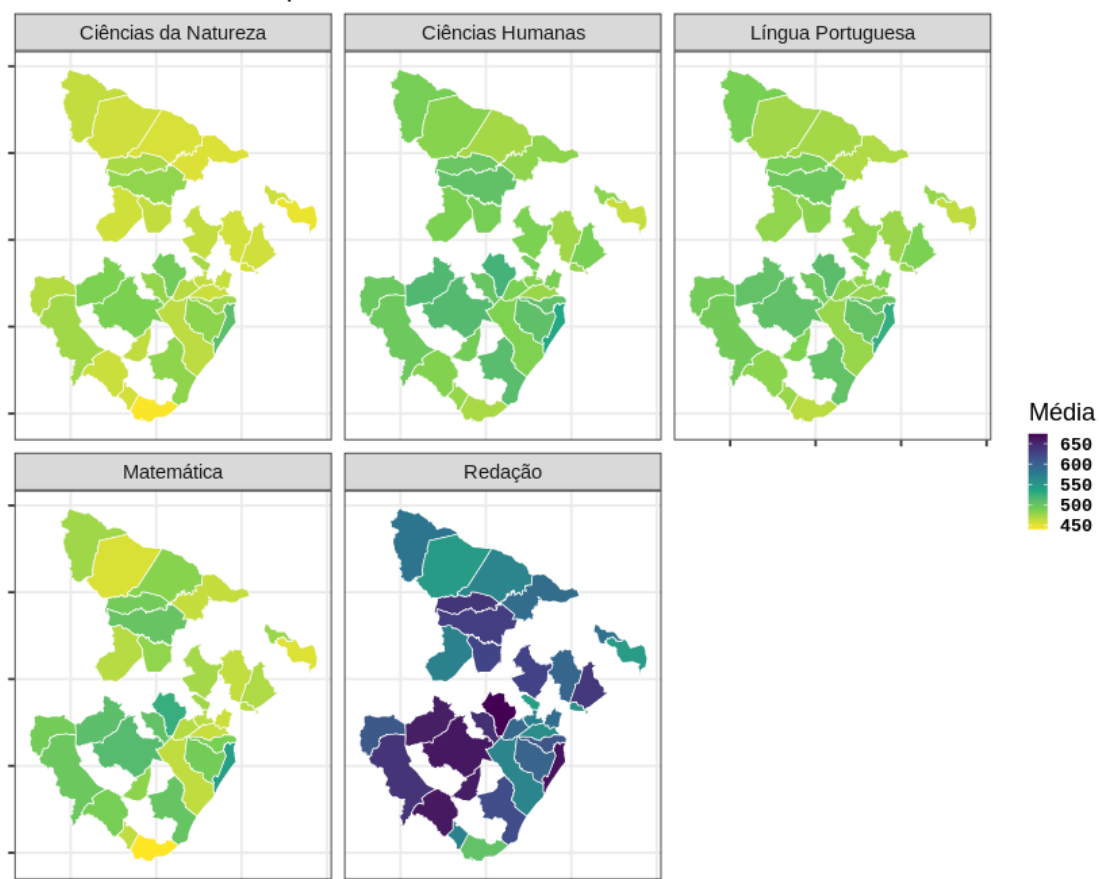 Ciências da Natureza
Ciências Humanas
Língua Portuguesa
Matemática
Redação
Média
650
600
550
500
450